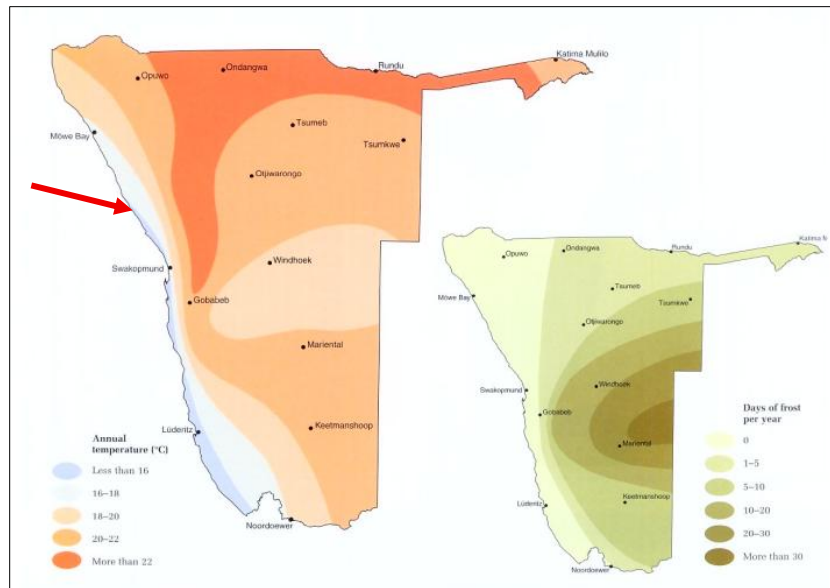 Katima Mulilo
Rundu
Ondangwa
Opuwo
Tsumeb
Möwe Bay
Tsumkwe
Otjiwarongo
Windhoek
Swakopmund
Gobabeb
Mariental
Lüderitz
Keetmanshoop
Noordoewer
Annual
temperature (°C)
Less than 16
16–18
18–20
20–22
More than 22
Ondangwa
Rundu
Opuwo
Tsumeb
Tsumkwe
Möwe Bay
Otjiwarongo
Windhoek
Swakopmund
Gobabeb
Mariental
Keetmanshoop
Lüderitz
Noordoewer
Days of frost
per year
0
1–5
5–10
10–20
20–30
More than 30